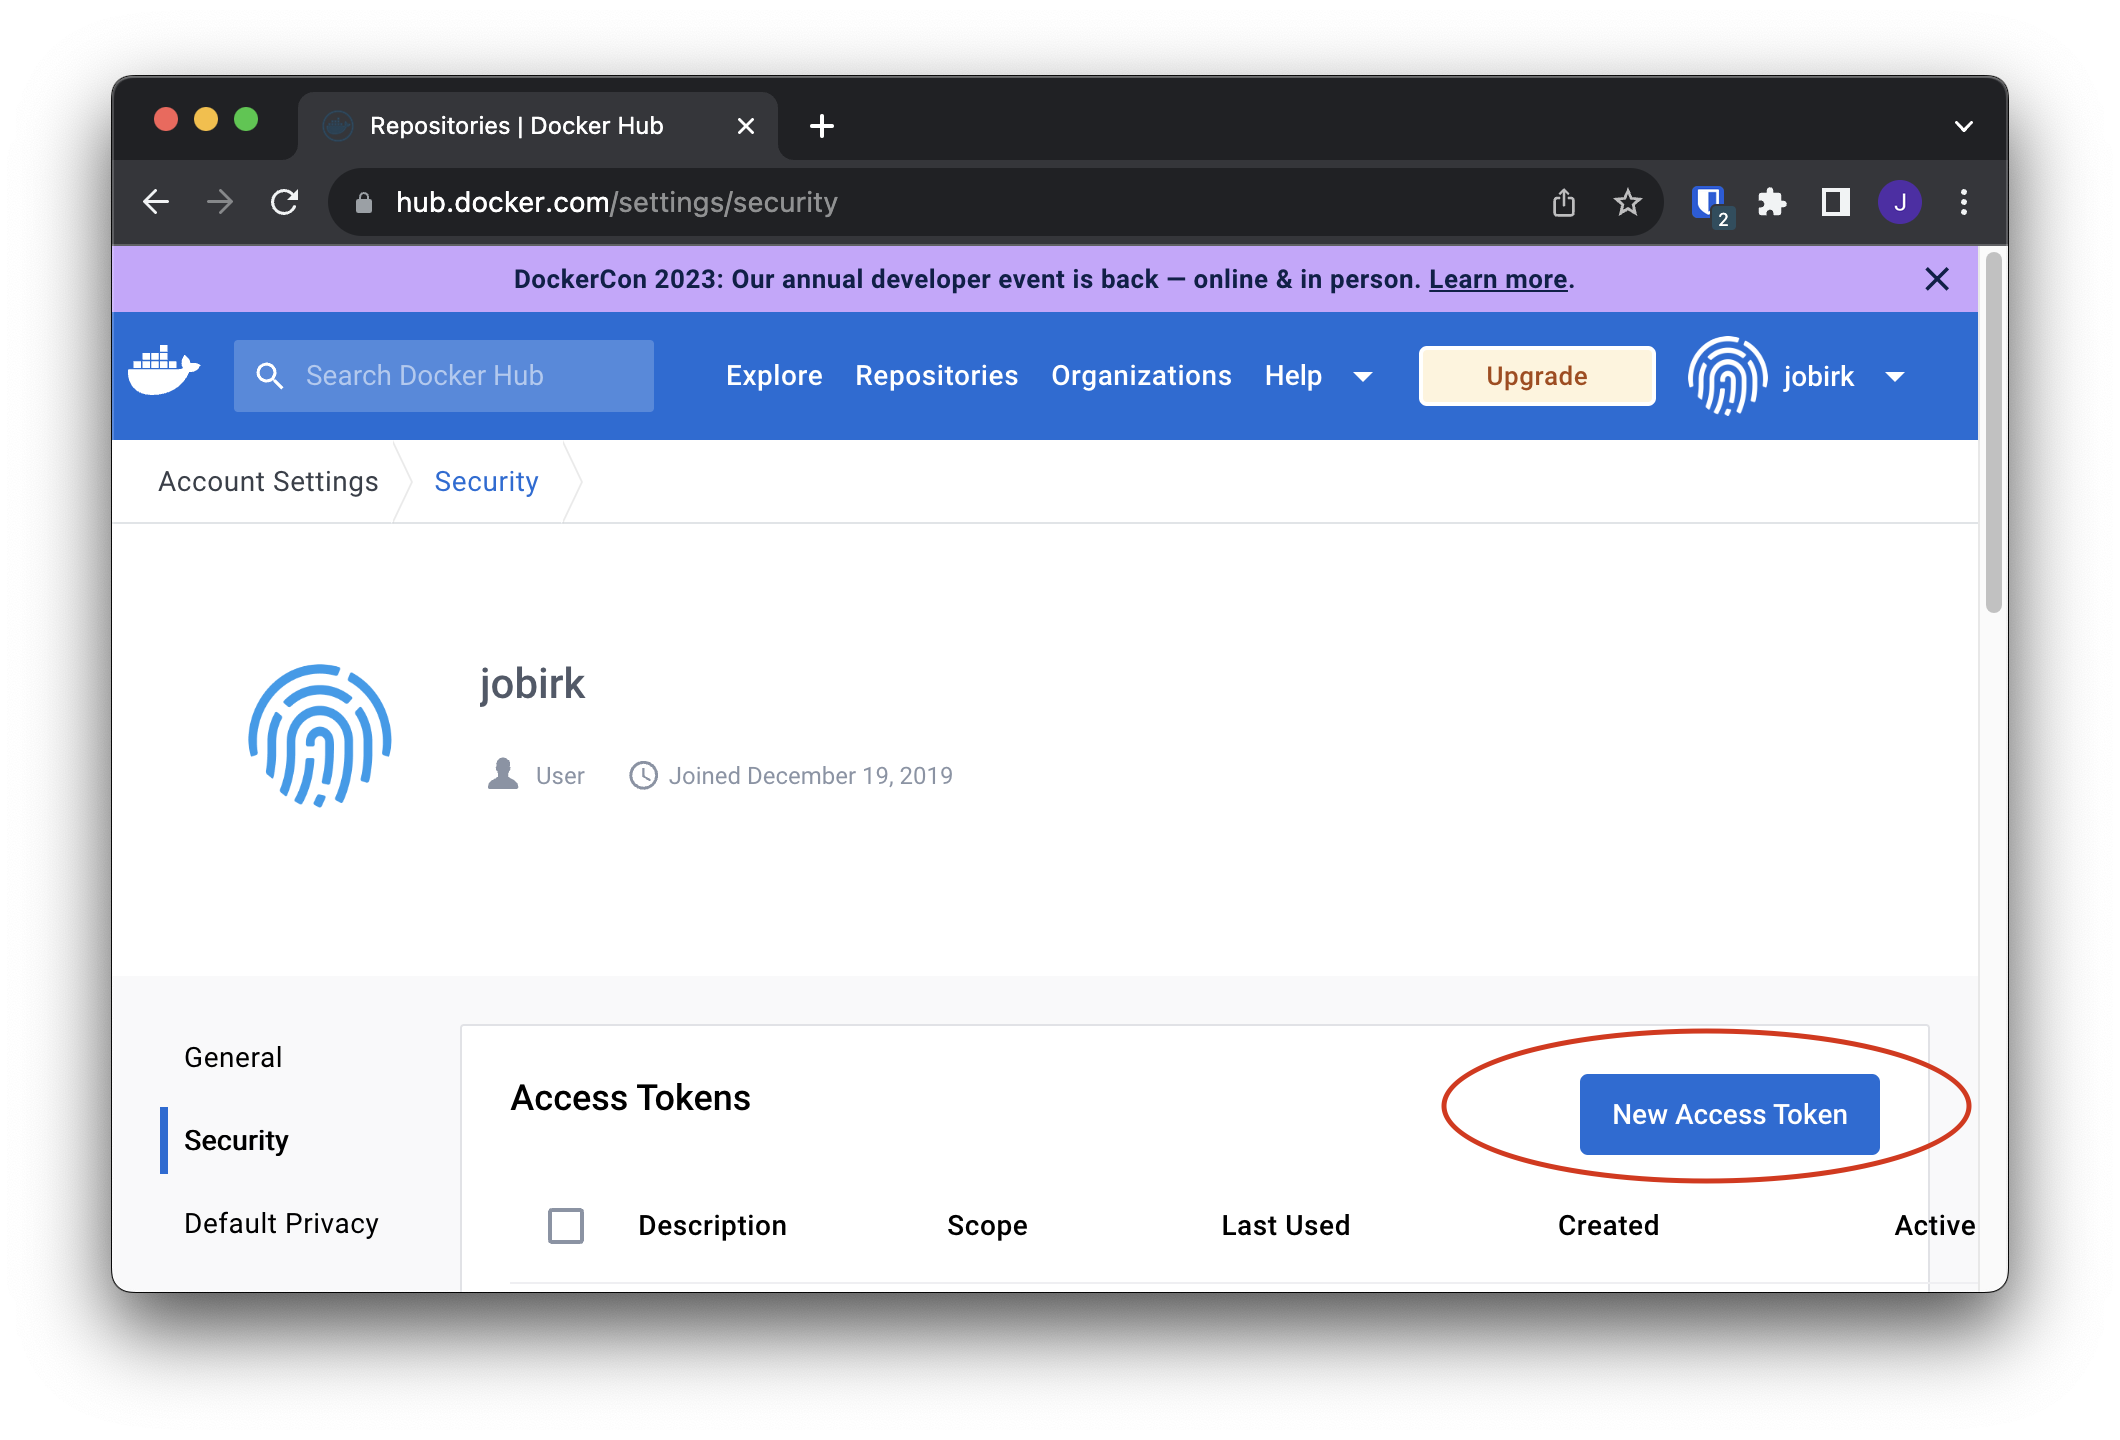 Repositories | Docker Hub
hub.docker.com/settings/security
2
J
DockerCon 2023: Our annual developer event is back — online & in person. Learn more.
Search Docker Hub
Explore
Repositories
Organizations
Help
Upgrade
jobirk
Account Settings
Security
jobirk
User
Joined December 19, 2019
General
Security
Default Privacy
Access Tokens
New Access Token
Description
Scope
Last Used
Created
Active